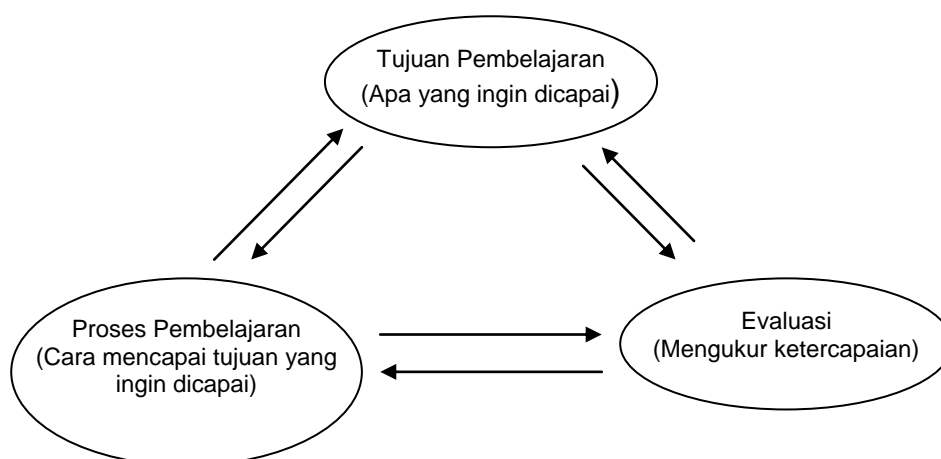 Tujuan Pembelajaran
(Apa yang ingin dicapai)
Proses Pembelajaran
(Cara mencapai tujuan yang
ingin dicapai)
Evaluasi
(Mengukur ketercapaian)